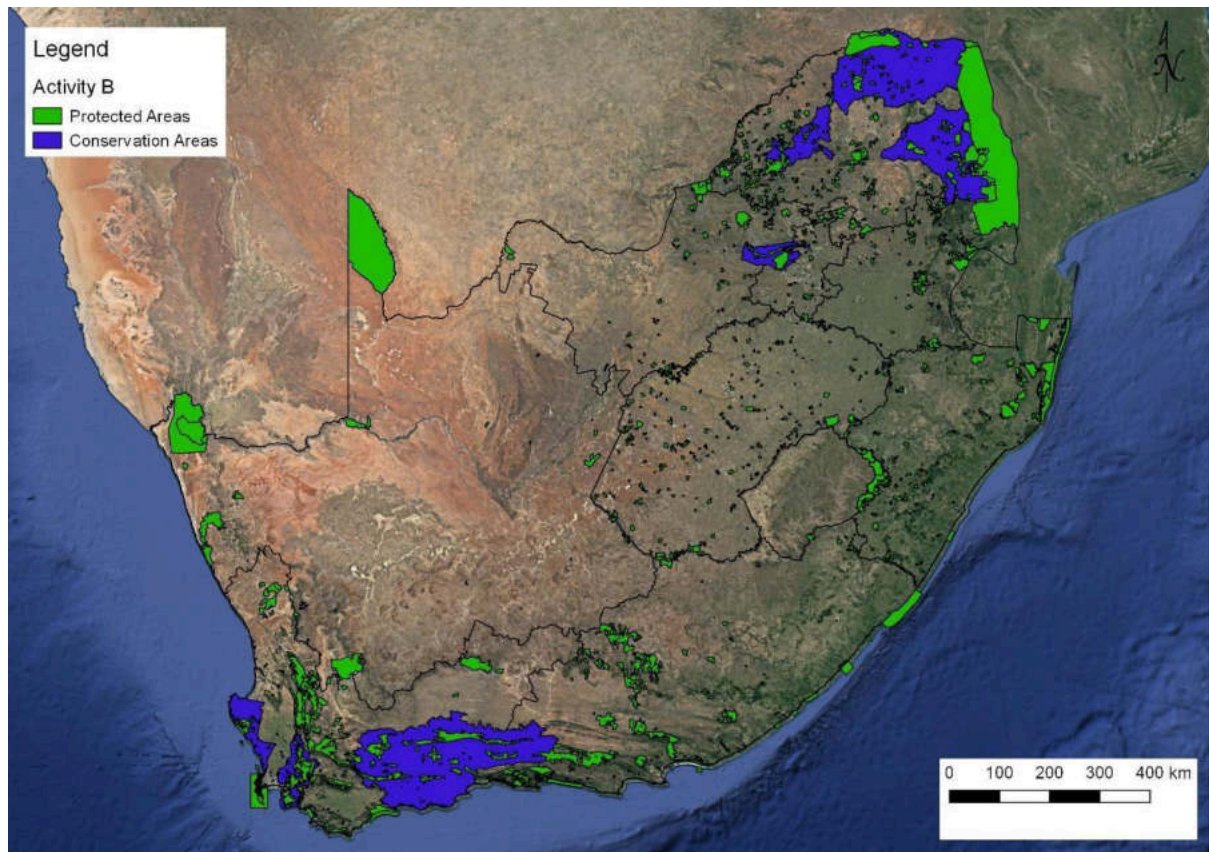 Legend
Activity B
Protected Areas
Conservation Areas
N
0 100 200 300 400 km